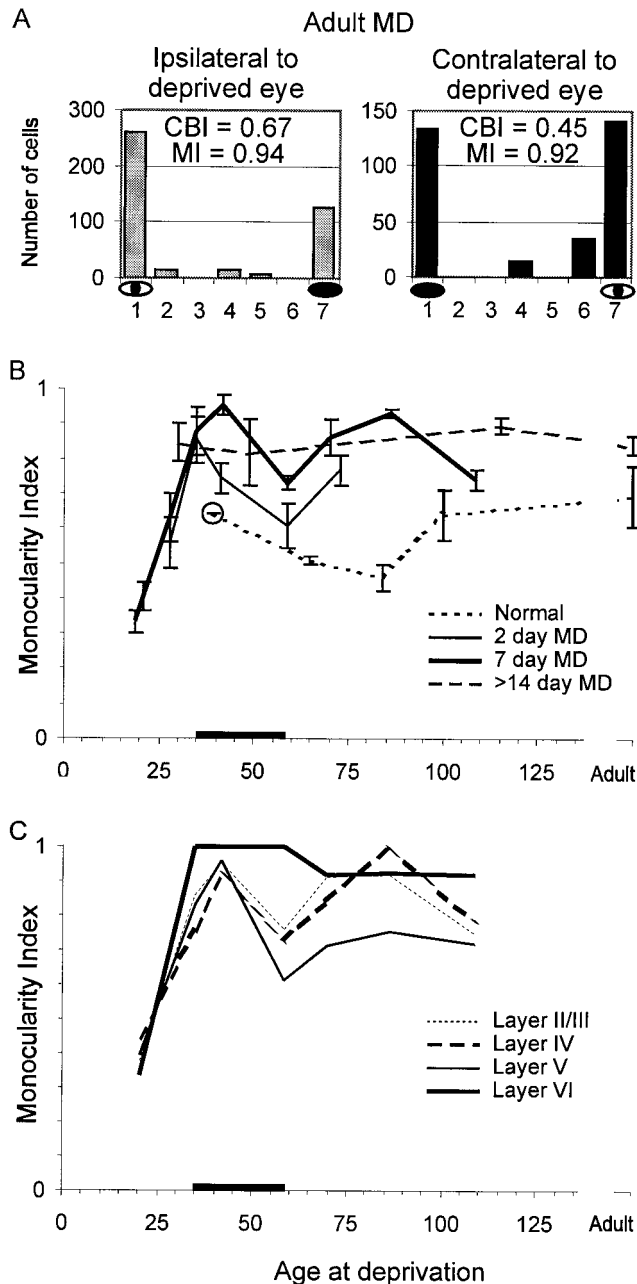 A
Adult MD
Ipsilateral to
deprived eye
Contralateral to
deprived eye
Number of cells
300
200
100
0
CBI = 0.67
MI = 0.94
1 2 3 4 5 6 7
150
100
50
0
CBI = 0.45
MI = 0.92
1 2 3 4 5 6 7
B
Monocularity Index
1
0
Normal
2 day MD
7 day MD
>14 day MD
0 25 50 75 100 125 Adult
C
Monocularity Index
1
0
Layer II/III
Layer IV
Layer V
Layer VI
0 25 50 75 100 125 Adult
Age at deprivation